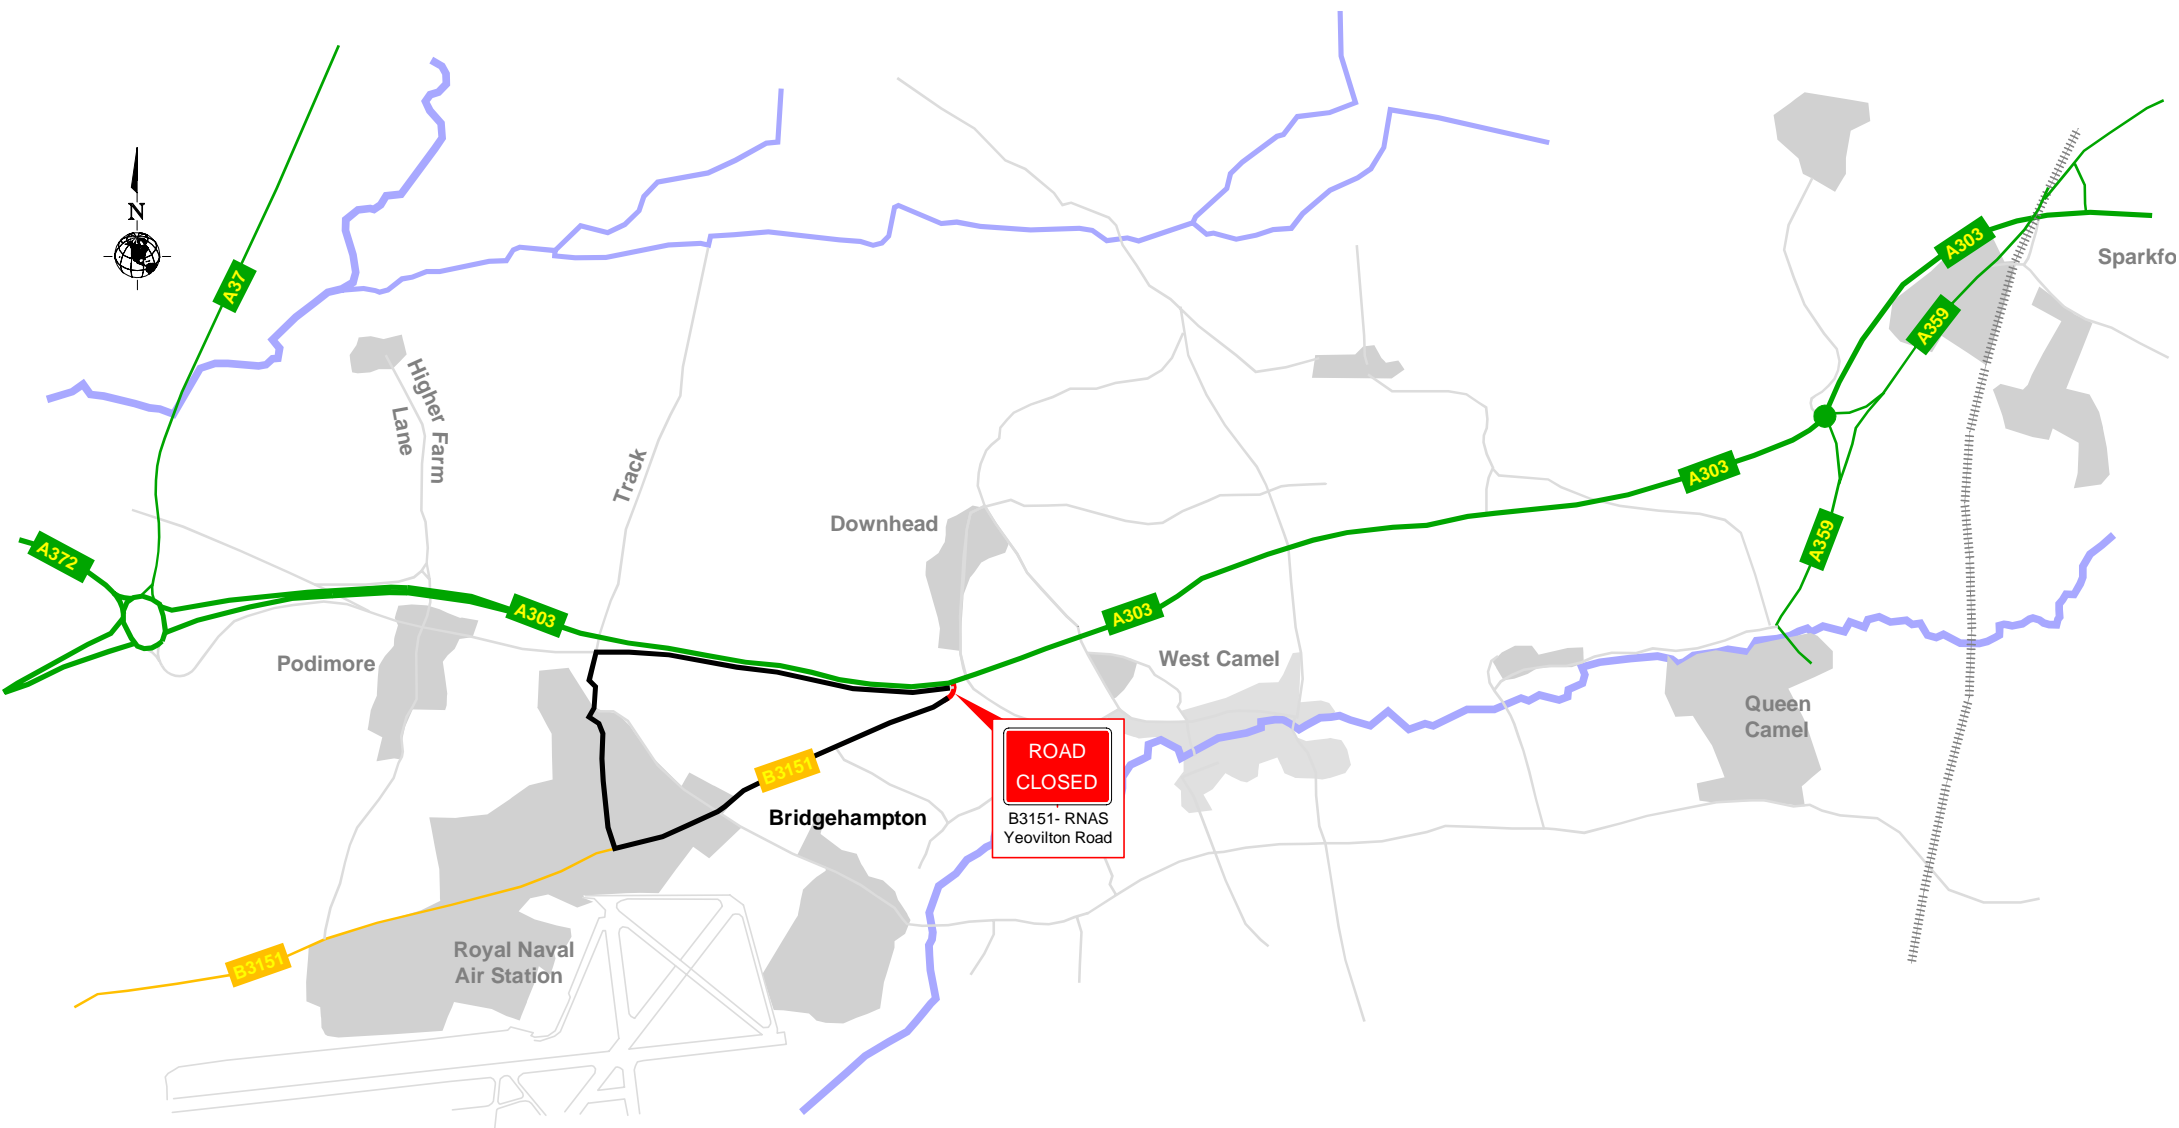 N
A37
A303
Sparkfo
A359
Higher Farm
Lane
Track
A303
Downhead
A359
A372
A303
A303
Podimore
West Camel
Queen
Camel
ROAD
CLOSED
B3151- RNAS
Yeovilton Road
B3151
Bridgehampton
Royal Naval
Air Station
B3151